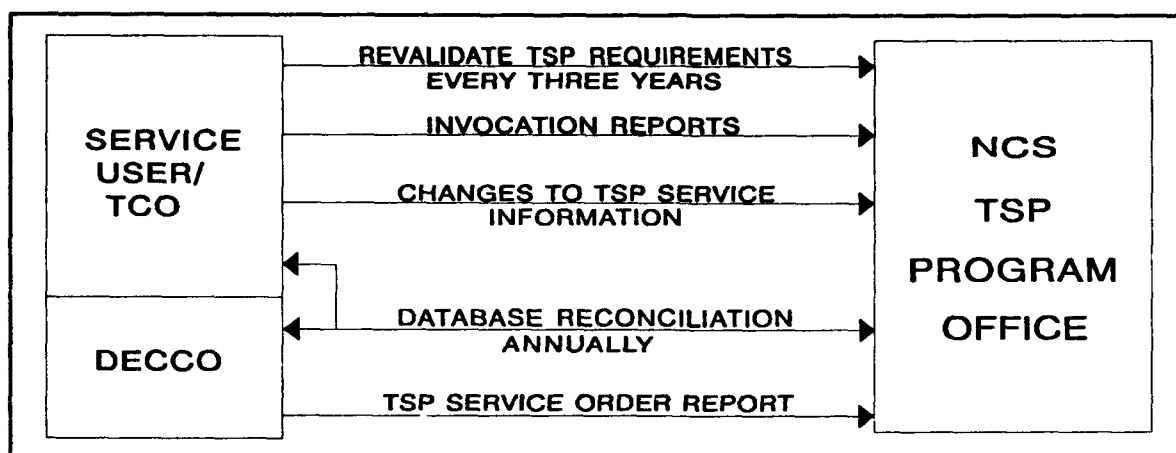 SERVICE
USER/
TCO
DECCO
REVALIDATE TSP REQUIREMENTS
EVERY THREE YEARS
INVOCATION REPORTS
CHANGES TO TSP SERVICE
INFORMATION
DATABASE RECONCILIATION
ANNUALLY
TSP SERVICE ORDER REPORT
NCS
TSP
PROGRAM
OFFICE